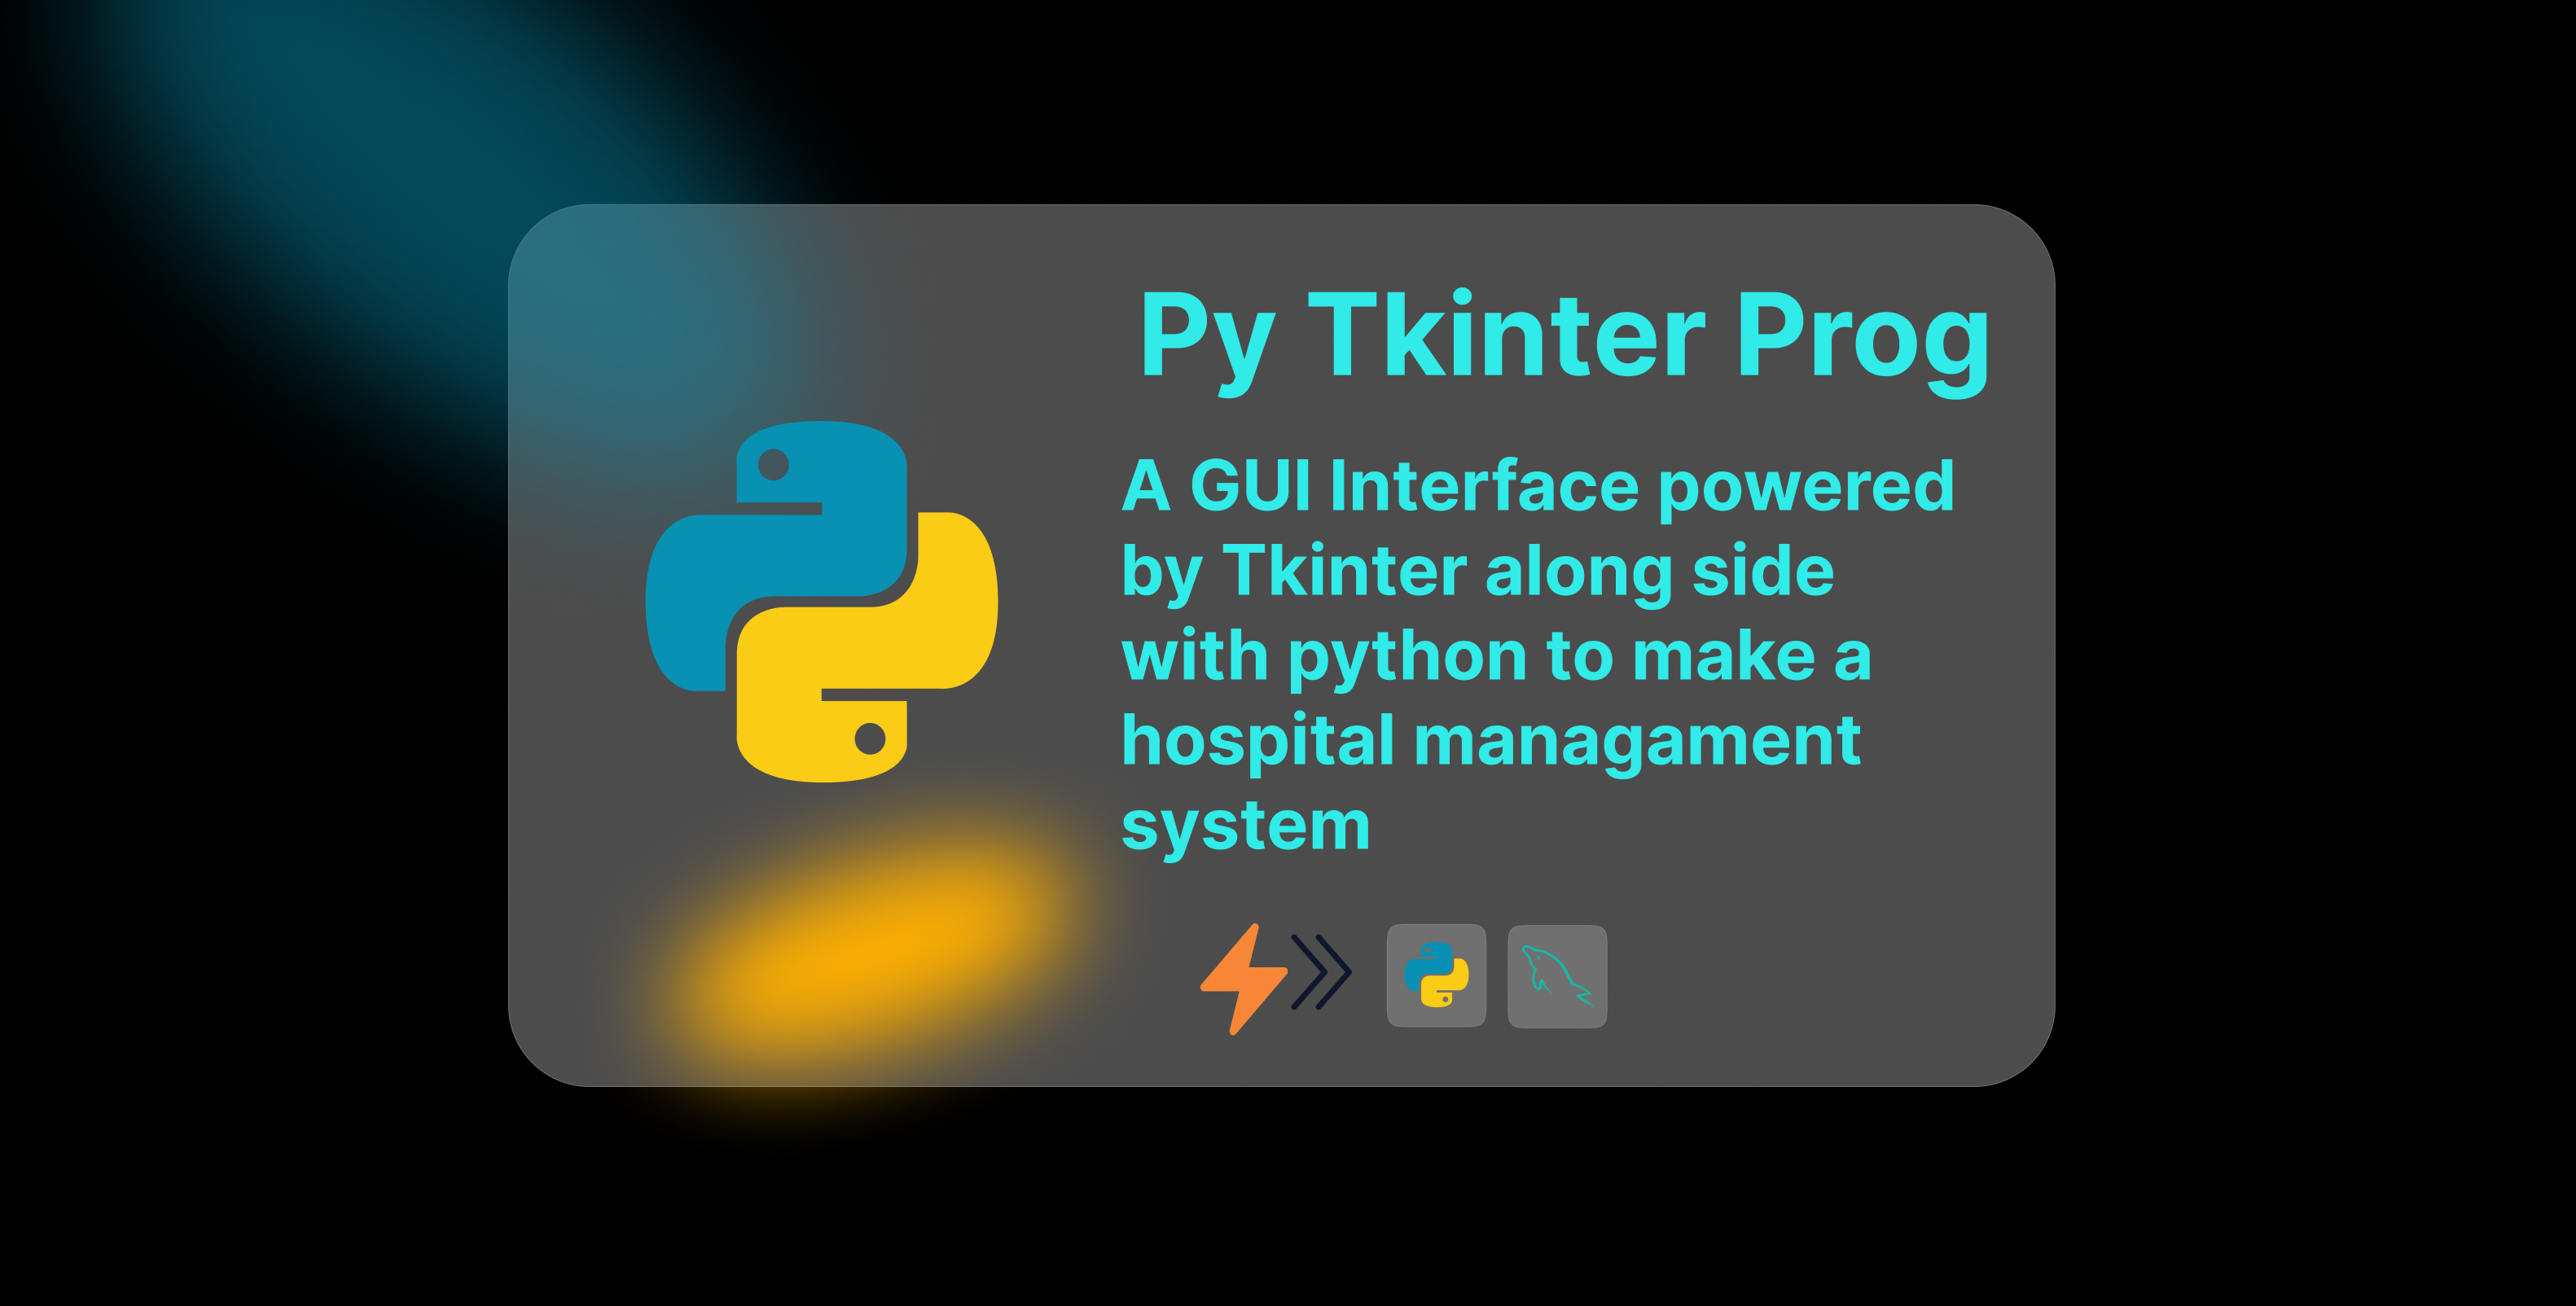 Py Tkinter Prog
A GUI Interface powered
by Tkinter along side
with python to make a
hospital managament
system